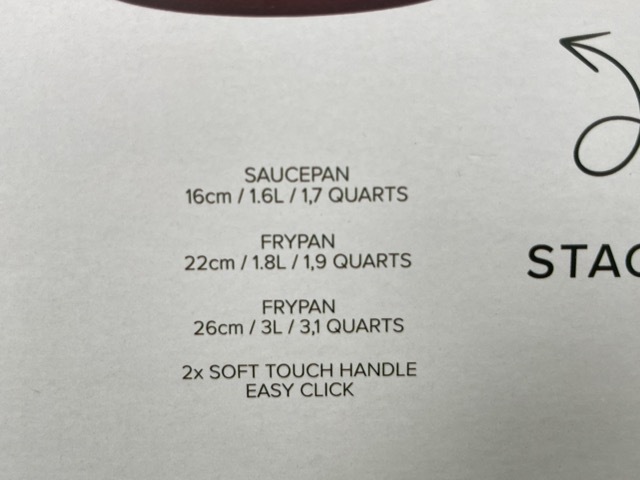 SAUCEPAN
16cm / 1.6L / 1,7 QUARTS
FRYPAN
22cm / 1.8L / 1,9 QUARTS
FRYPAN
26cm / 3L / 3,1 QUARTS
2x SOFT TOUCH HANDLE
EASY CLICK